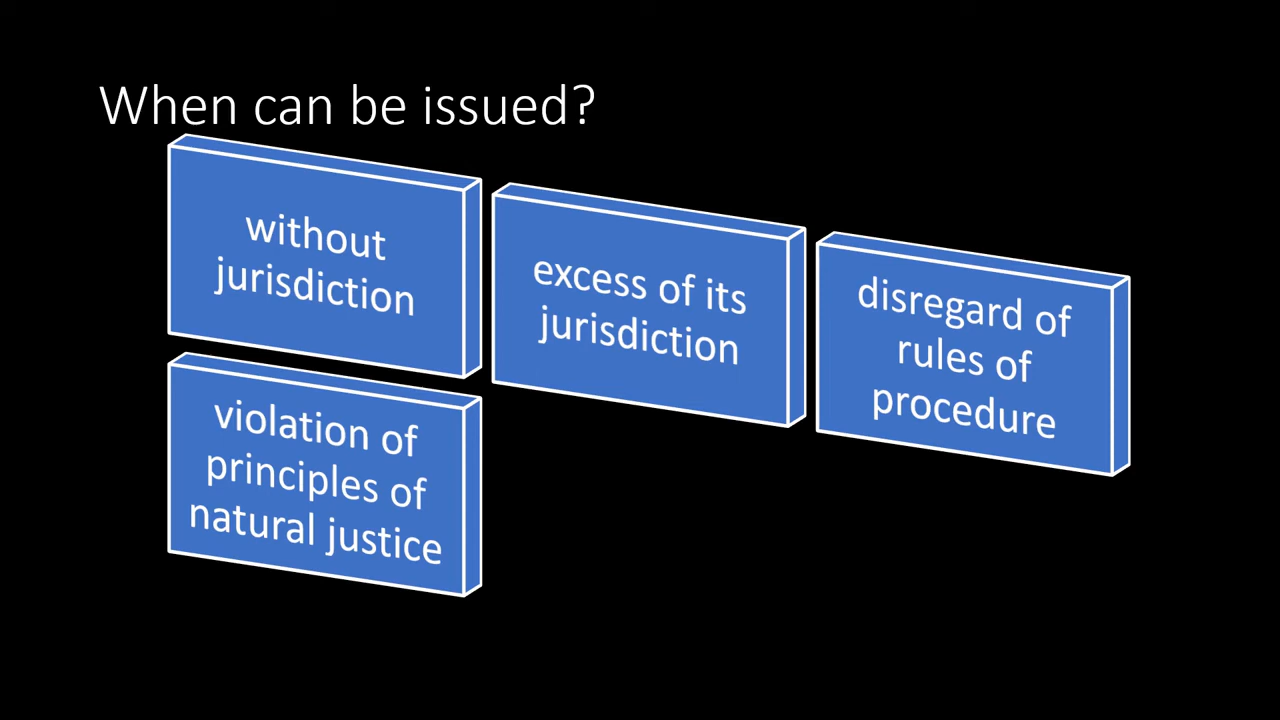 When can be issued?
without
jurisdiction
excess of its
jurisdiction
disregard of
rules of
procedure
violation of
principles of
natural justice